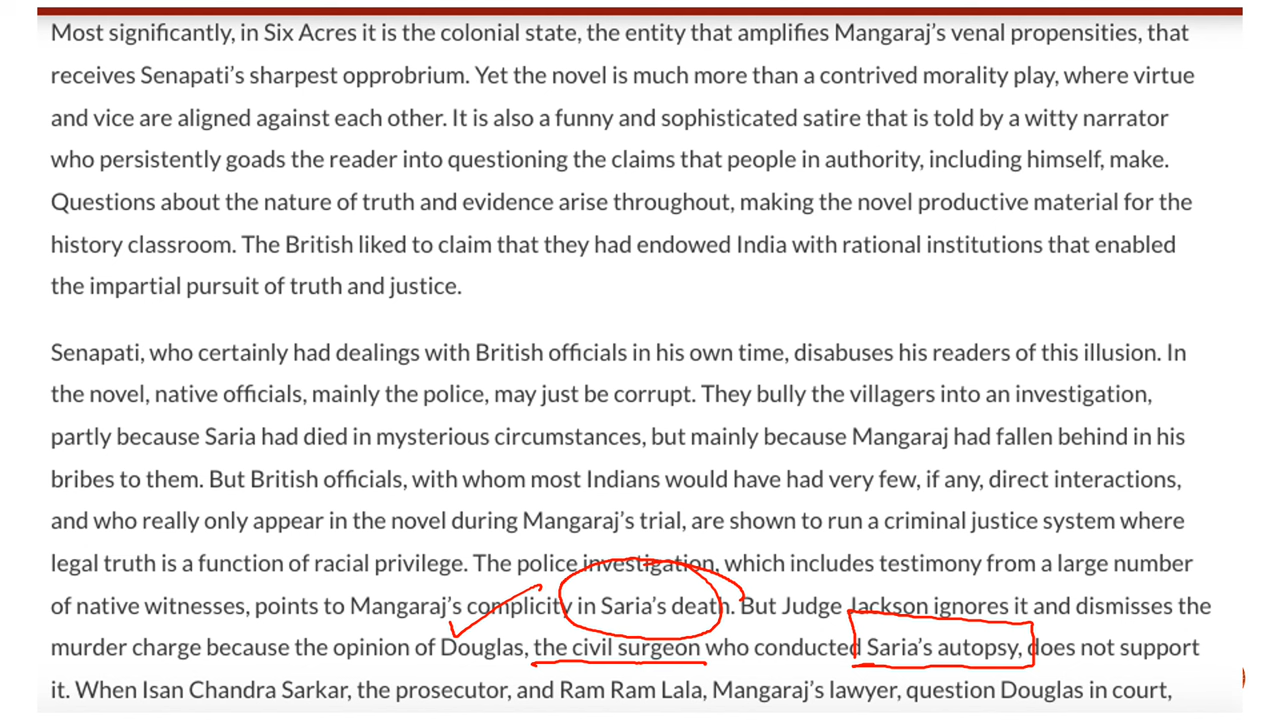 Most significantly, in Six Acres it is the colonial state, the entity that amplifies Mangaraj’s venal propensities, that
receives Senapati’s sharpest opprobrium. Yet the novel is much more than a contrived morality play, where virtue
and vice are aligned against each other. It is also a funny and sophisticated satire that is told by a witty narrator
who persistently goads the reader into questioning the claims that people in authority, including himself, make.
Questions about the nature of truth and evidence arise throughout, making the novel productive material for the
history classroom. The British liked to claim that they had endowed India with rational institutions that enabled
the impartial pursuit of truth and justice.
Senapati, who certainly had dealings with British officials in his own time, disabuses his readers of this illusion. In
the novel, native officials, mainly the police, may just be corrupt. They bully the villagers into an investigation,
partly because Saria had died in mysterious circumstances, but mainly because Mangaraj had fallen behind in his
bribes to them. But British officials, with whom most Indians would have had very few, if any, direct interactions,
and who really only appear in the novel during Mangaraj’s trial, are shown to run a criminal justice system where
legal truth is a function of racial privilege. The police investigation, which includes testimony from a large number
of native witnesses, points to Mangaraj’s complicity in Saria’s death. But Judge Jackson ignores it and dismisses the
murder charge because the opinion of Douglas, the civil surgeon who conducted Saria’s autopsy, does not support
it. When Isan Chandra Sarkar, the prosecutor, and Ram Ram Lala, Mangaraj’s lawyer, question Douglas in court,